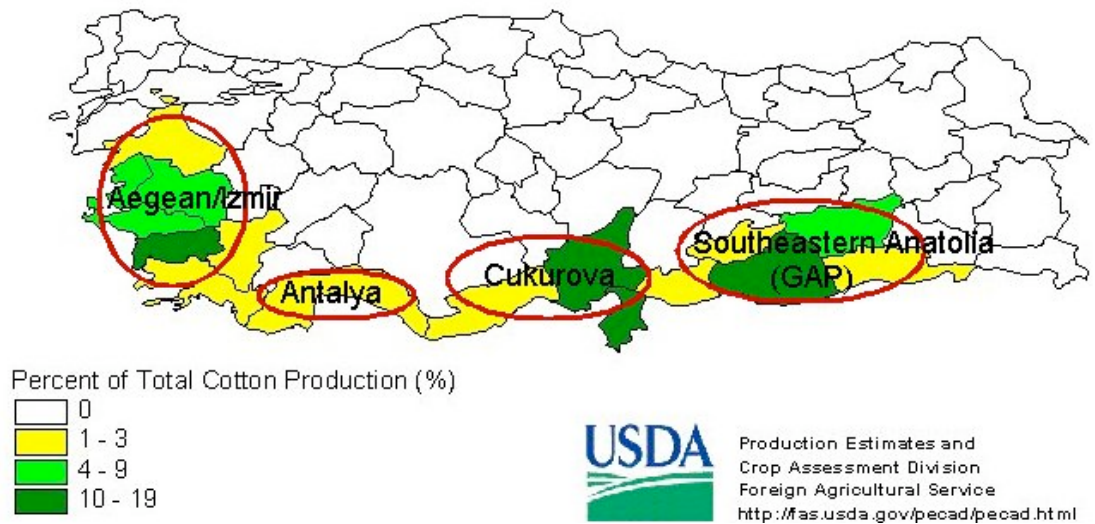 Aegean/Izmir
Antalya
Cukurova
Southeastern Anatolia
(GAP)
Percent of Total Cotton Production (%)
0
1 - 3
4 - 9
10 - 19
USDA
Production Estimates and
Crop Assessment Division
Foreign Agricultural Service
http://fas.usda.gov/pecad/pecad.html